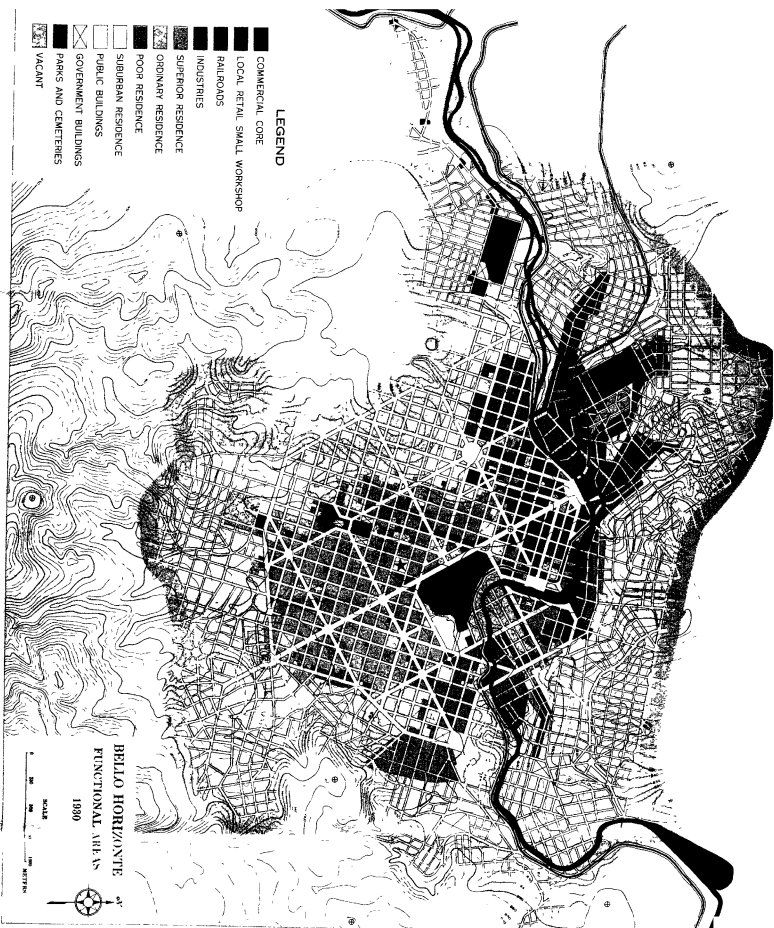 LEGEND
COMMERCIAL CORE
LOCAL RETAIL SMALL WORKSHOP
RAILROADS
INDUSTRIES
SUPERIOR RESIDENCE
ORDINARY RESIDENCE
POOR RESIDENCE
SUBURBAN RESIDENCE
PUBLIC BUILDINGS
GOVERNMENT BUILDINGS
PARKS AND CEMETERIES
VACANT
BELLO HORIZONTE
FUNCTIONAL AREAS
1930
SCALE
METERS